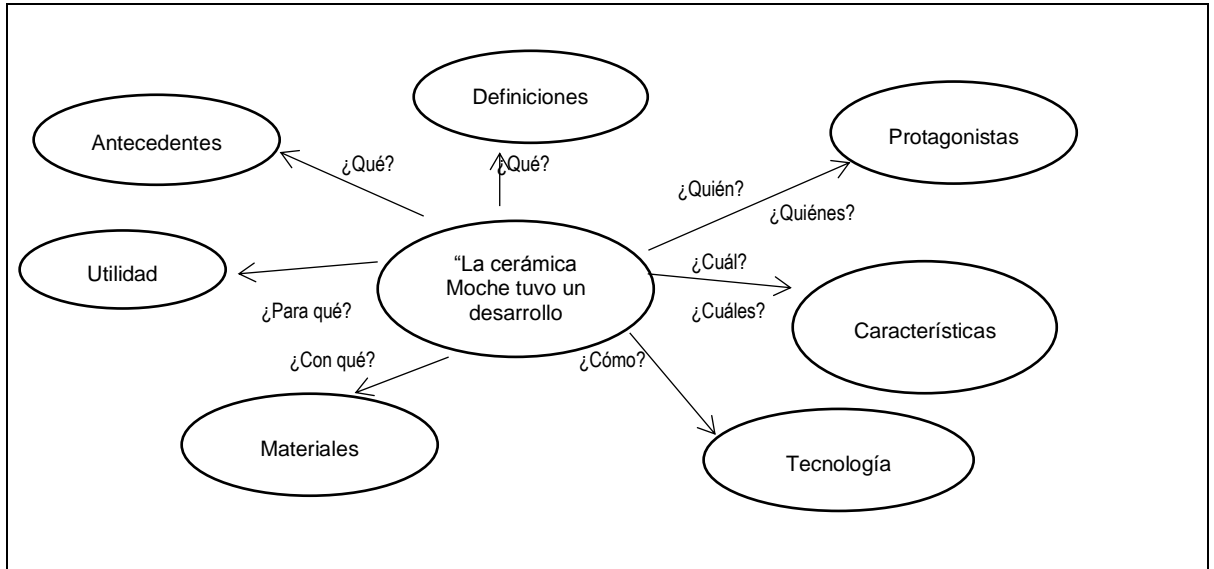 Definiciones
Antecedentes
Protagonistas
¿Qué?
¿Qué?
¿Quién?
¿Quiénes?
Utilidad
“La cerámica
Moche tuvo un
desarrollo
¿Cuál?
¿Para qué?
¿Cuáles?
Características
¿Con qué?
¿Cómo?
Materiales
Tecnología